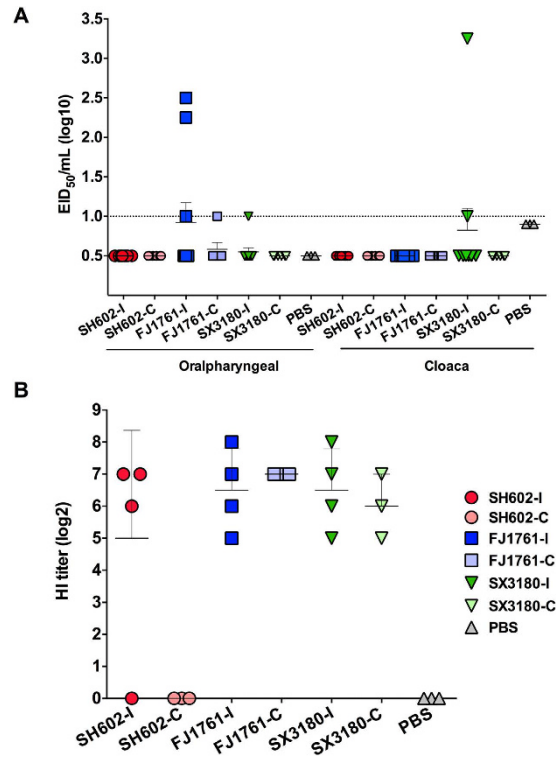 A
EID50/mL (log10)
3.5
3.0
2.5
2.0
1.5
1.0
0.5
SH602-I
SH602-C
FJ1761-I
FJ1761-C
SX3180-I
SX3180-C
PBS
SH602-I
SH602-C
FJ1761-I
FJ1761-C
SX3180-I
SX3180-C
PBS
Oralpharyngeal
Cloaca
B
HI titer (log2)
9
8
7
6
5
4
3
2
1
0
SH602-I
SH602-C
FJ1761-I
FJ1761-C
SX3180-I
SX3180-C
PBS
SH602-I
SH602-C
FJ1761-I
FJ1761-C
SX3180-I
SX3180-C
PBS